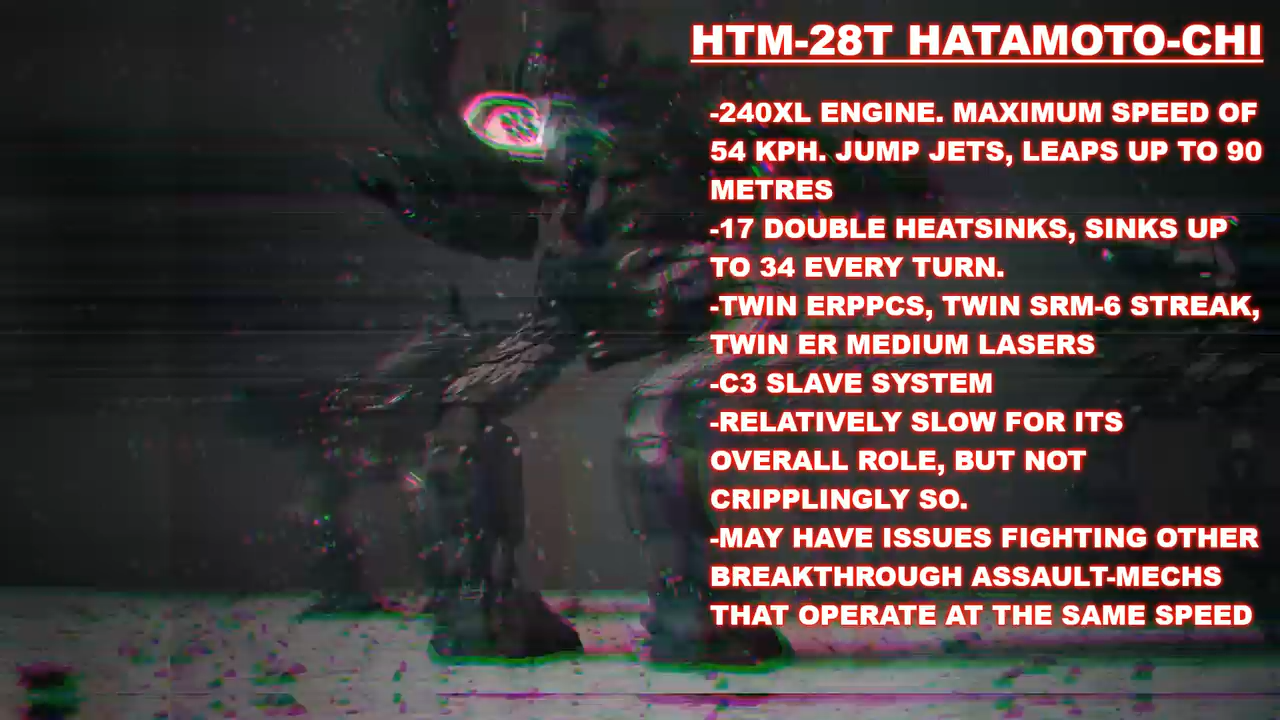 HTM-28T HATAMOTO-CHI
-240XL ENGINE. MAXIMUM SPEED OF
54 KPH. JUMP JETS, LEAPS UP TO 90
METRES
-17 DOUBLE HEATSINKS, SINKS UP
TO 34 EVERY TURN.
-TWIN ERPPCS, TWIN SRM-6 STREAK,
TWIN ER MEDIUM LASERS
-C3 SLAVE SYSTEM
-RELATIVELY SLOW FOR ITS
OVERALL ROLE, BUT NOT
CRIPPLINGLY SO.
-MAY HAVE ISSUES FIGHTING OTHER
BREAKTHROUGH ASSAULT-MECHS
THAT OPERATE AT THE SAME SPEED